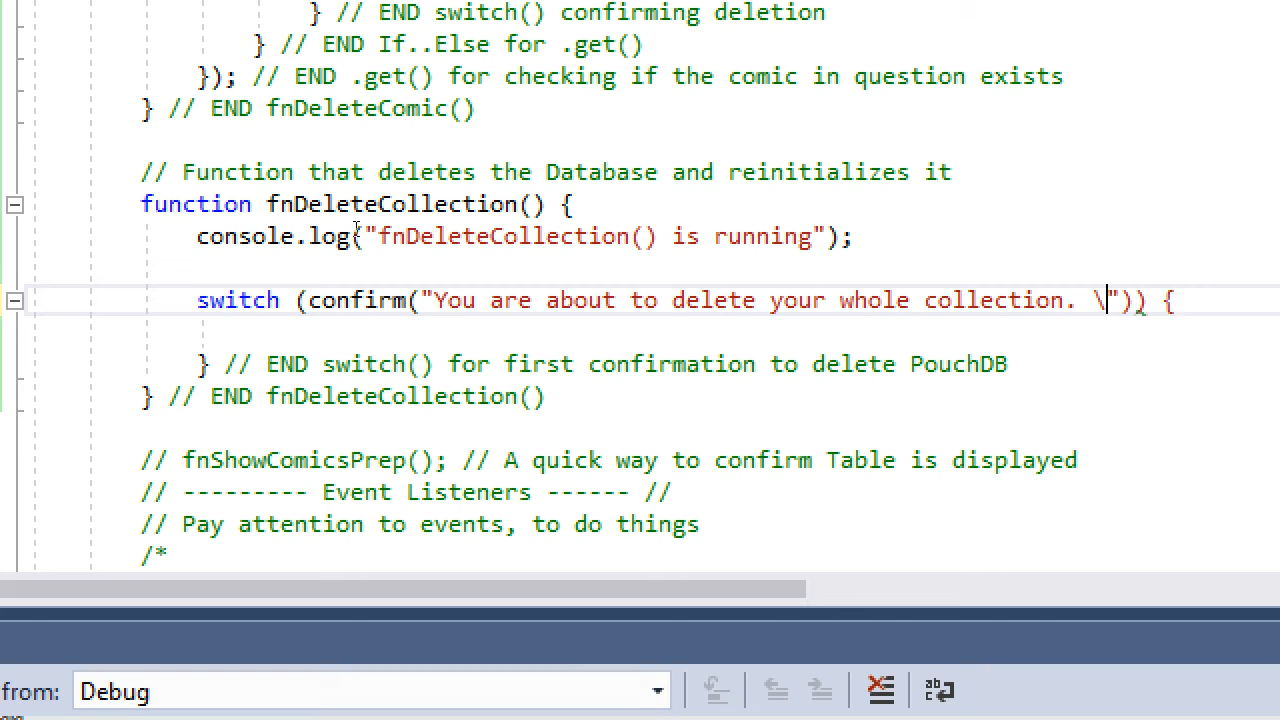 } // END switch() confirming deletion
} // END If..Else for .get()
}); // END .get() for checking if the comic in question exists
} // END fnDeleteComic()
// Function that deletes the Database and reinitializes it
function fnDeleteCollection() {
console.log("fnDeleteCollection() is running");
switch (confirm("You are about to delete your whole collection. \")) {
} // END switch() for first confirmation to delete PouchDB
} // END fnDeleteCollection()
// fnShowComicsPrep(); // A quick way to confirm Table is displayed
// --------- Event Listeners ------ //
// Pay attention to events, to do things
/*
from: Debug